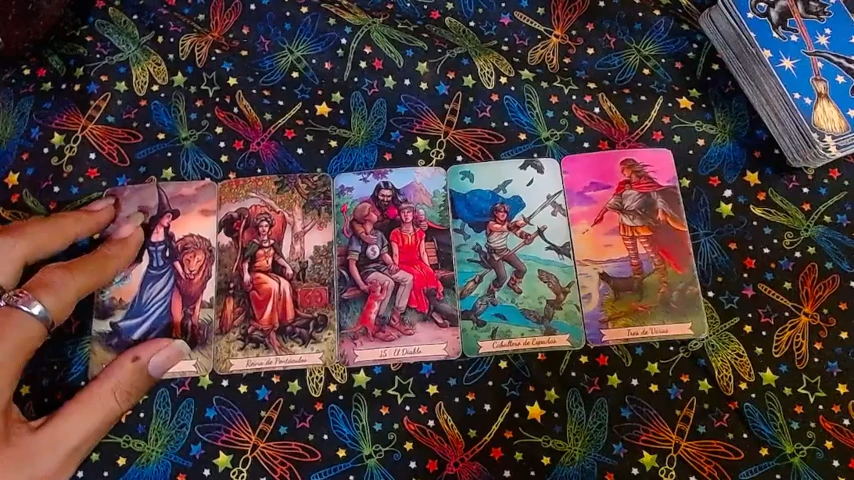 Reina de Pentáculos
15 El Diablo
Caballero de Espadas
Tres de Varas